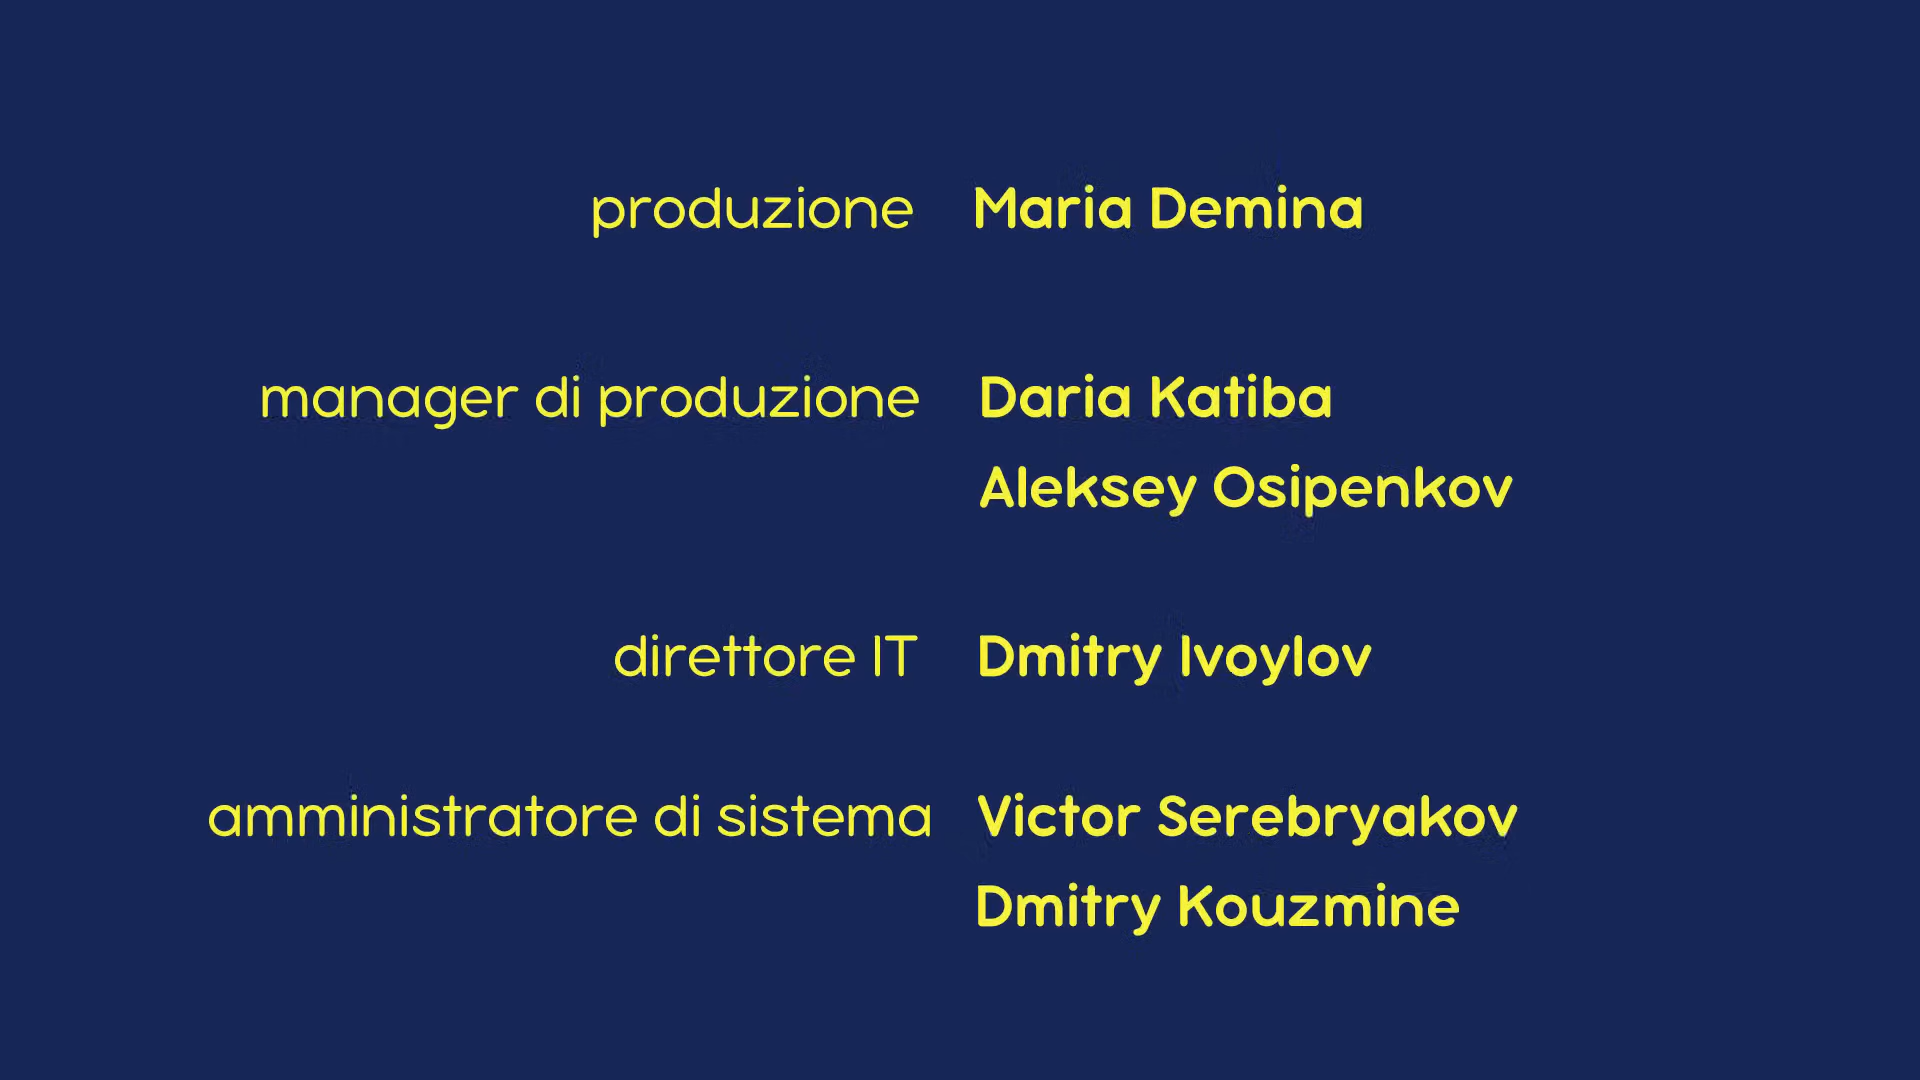 produzione Maria Demina
manager di produzione Daria Katiba
Aleksey Osipenkov
direttore IT Dmitry Ivoylov
amministratore di sistema Victor Serebryakov
Dmitry Kouzmine